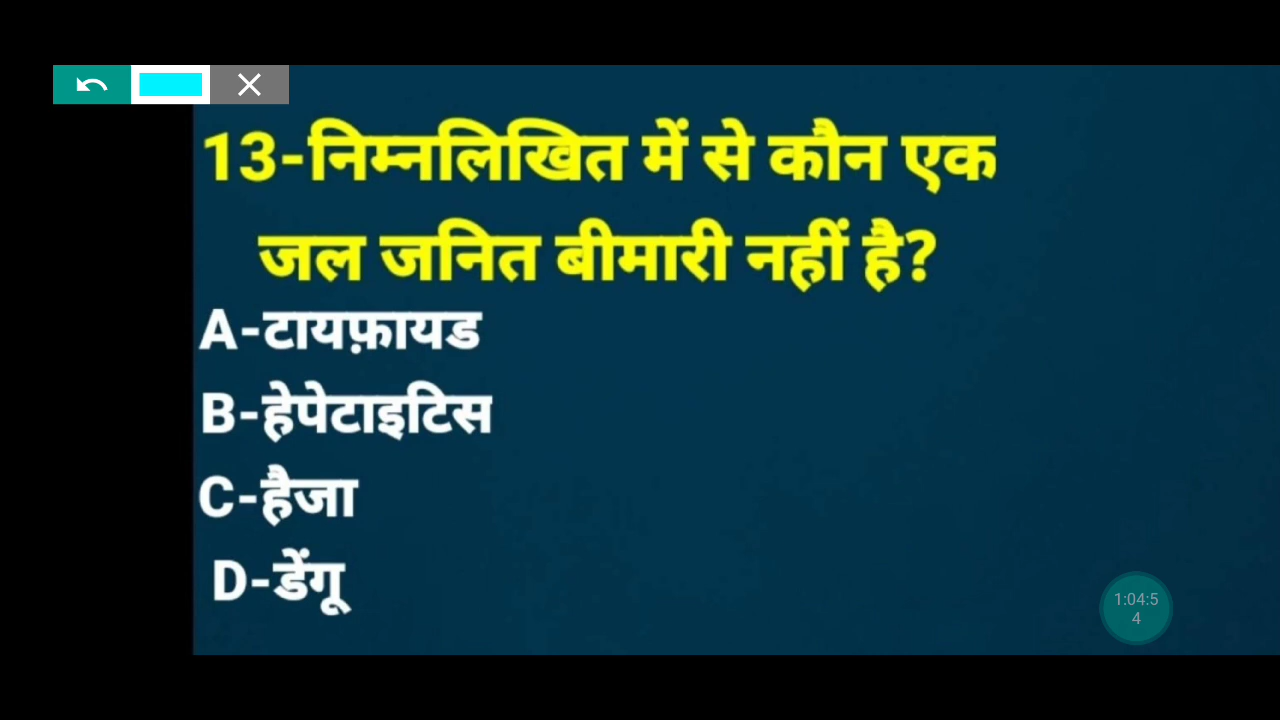 13-निम्नलिखित में से कौन एक
जल जनित बीमारी नहीं है?
A-टायफ़ायड
B-हेपेटाइटिस
C-हैजा
D-डेंगू
1:04:5
4